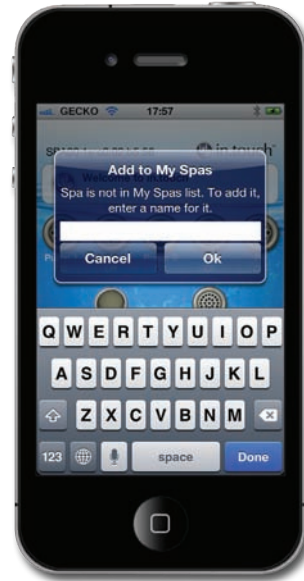 GECKO 17:57
in touch
Add to My Spas
Spa is not in My Spas list. To add it,
enter a name for it.
Cancel Ok
Q W E R T Y U I O P
A S D F G H J K L
Z X C V B N M
123 space Done